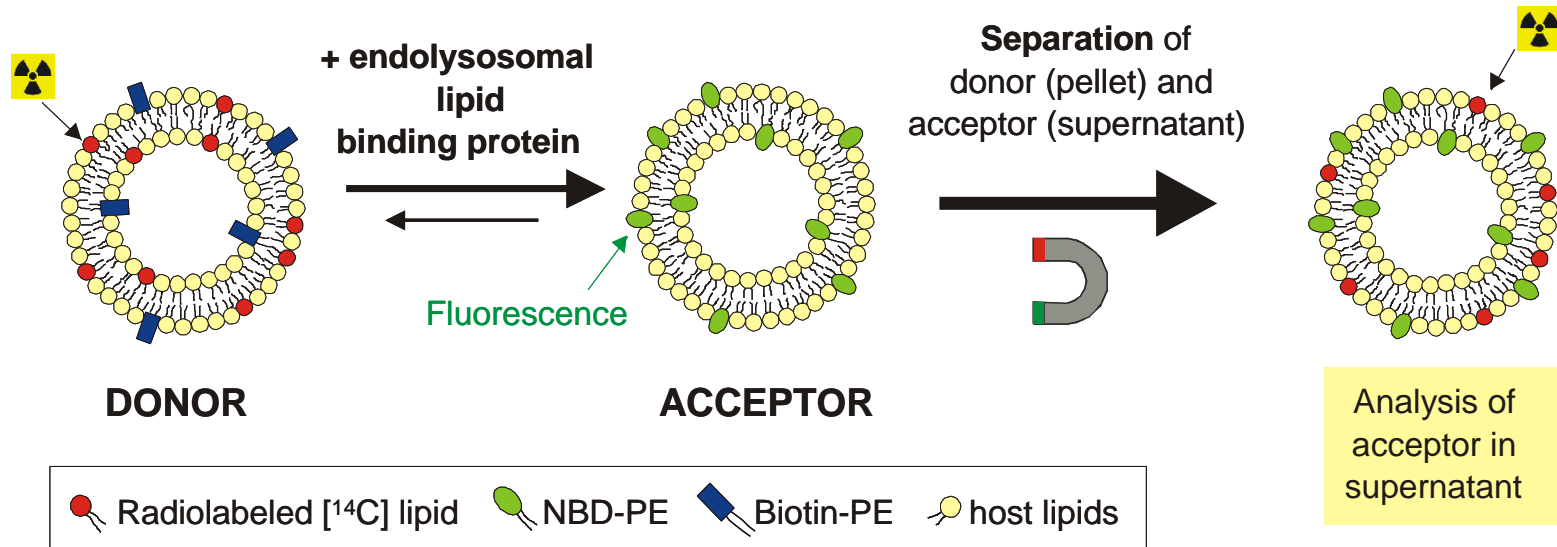 + endolysosomal
lipid
binding protein
Separation of
donor (pellet) and
acceptor (supernatant)
Fluorescence
DONOR
ACCEPTOR
Analysis of
acceptor in
supernatant
Radiolabeled [¹⁴C] lipid NBD-PE Biotin-PE host lipids